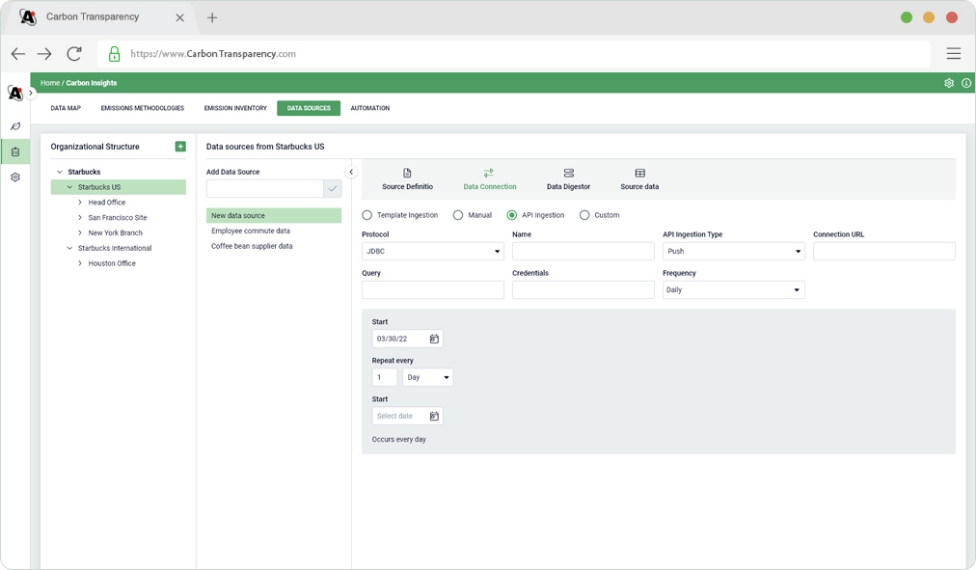 Carbon Transparency
https://www.CarbonTransparency.com
Home / Carbon Insights
DATA MAP EMISSIONS METHODOLOGIES EMISSION INVENTORY DATA SOURCES AUTOMATION
Organizational Structure
Starbucks
Starbucks US
Head Office
San Francisco Site
New York Branch
Starbucks International
Houston Office
Data sources from Starbucks US
Add Data Source
New data source
Employee commute data
Coffee bean supplier data
Source Definitio Data Connection Data Digestor Source data
Template Ingestion Manual API Ingestion Custom
Protocol Name API Ingestion Type Connection URL
JDBC Push
Query Credentials Frequency
Daily
Start
03/30/22
Repeat every
1 Day
Start
Select date
Occurs every day